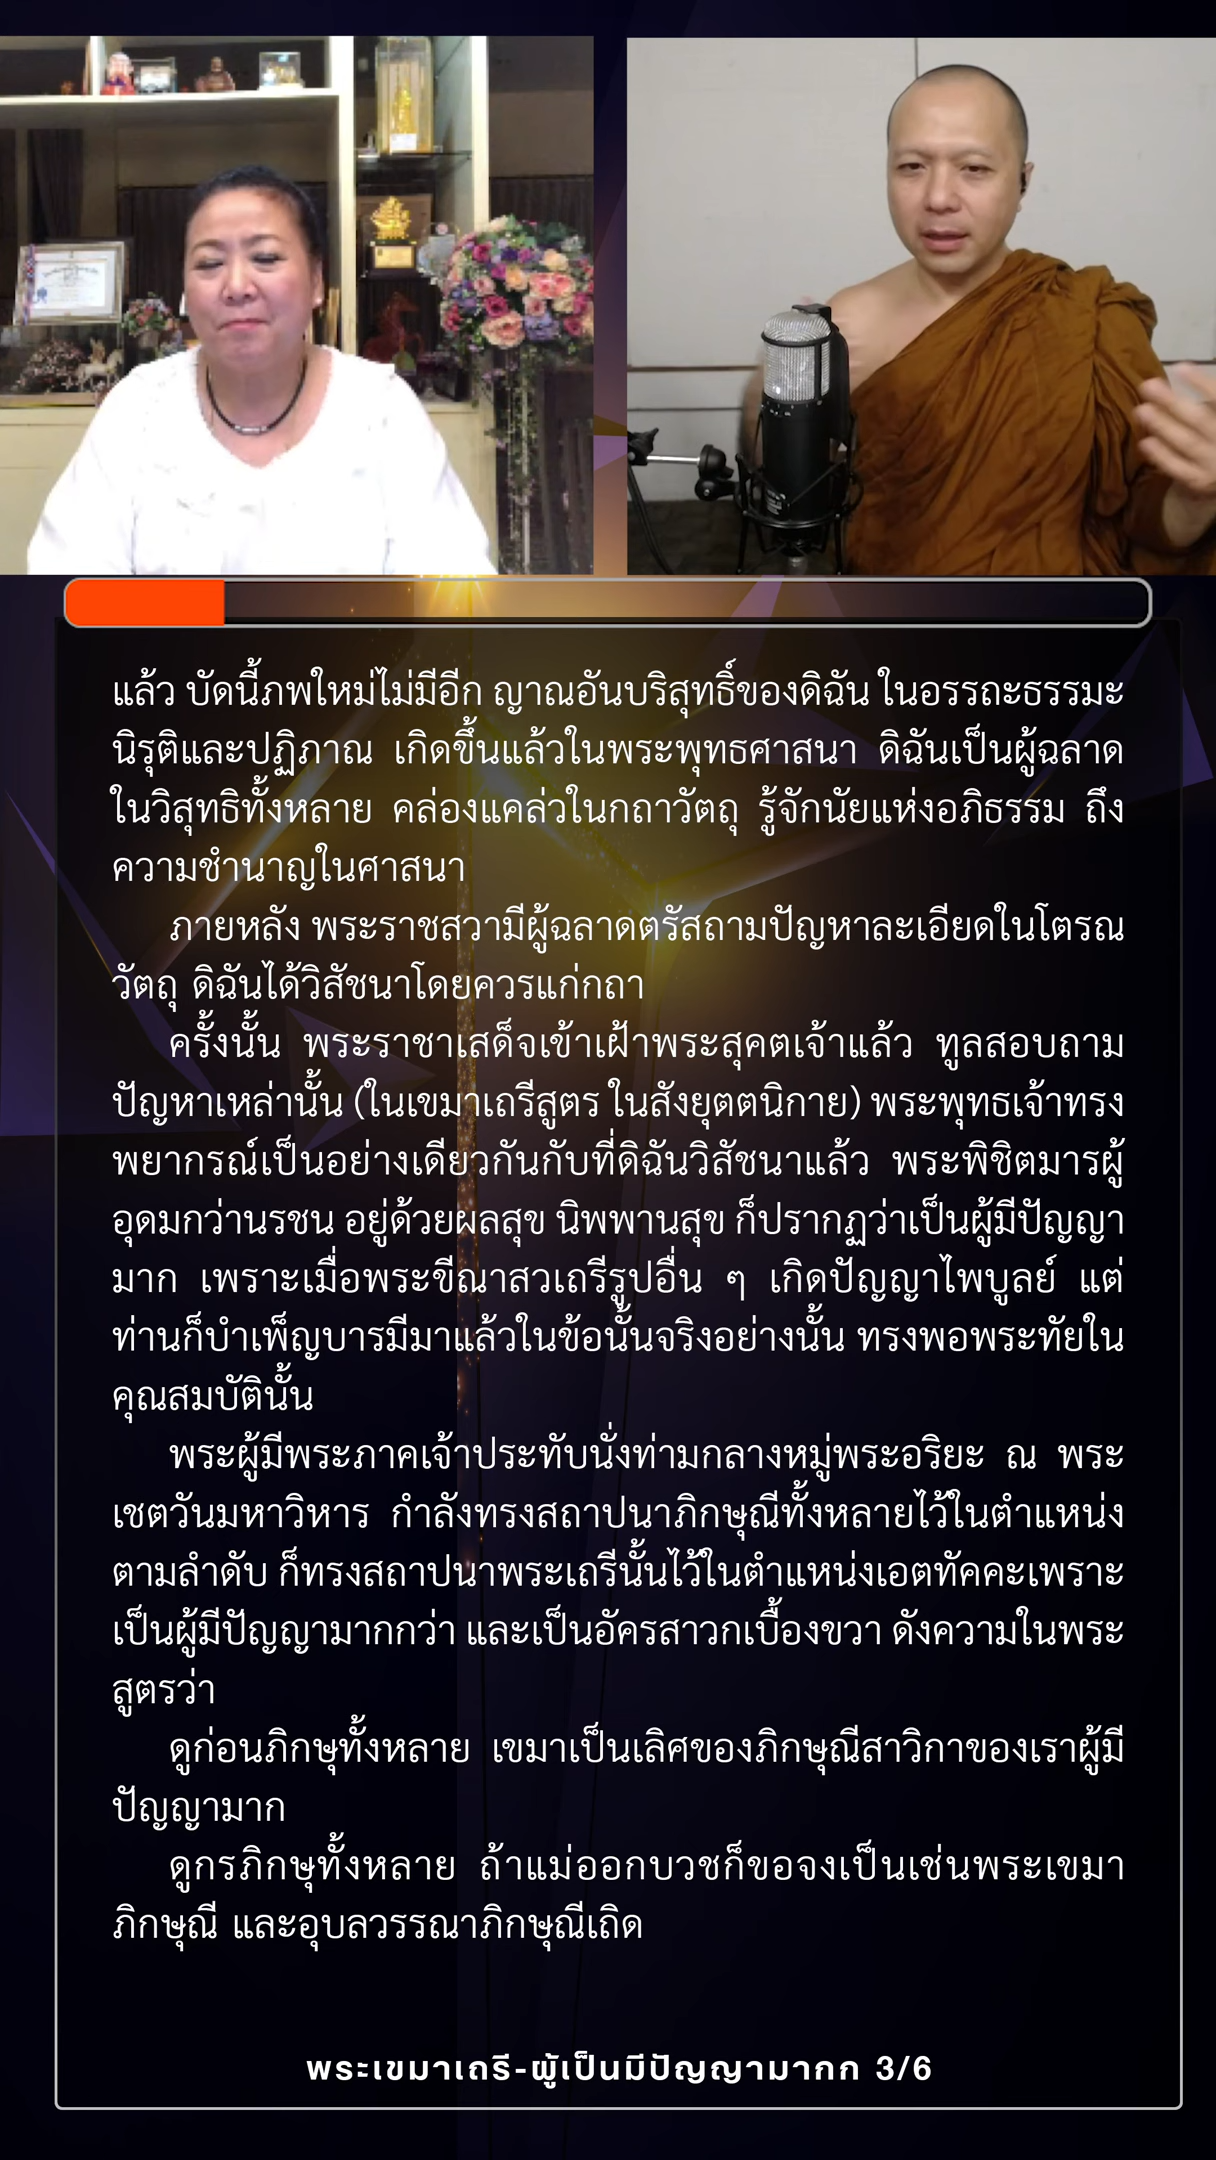 แล้ว บัดนี้ภพใหม่ไม่มีอีก ญาณอันบริสุทธิ์ของดิฉัน ในอรรถะธรรมะ
นิรุติและปฏิภาณ เกิดขึ้นแล้วในพระพุทธศาสนา ดิฉันเป็นผู้ฉลาด
ในวิสุทธิทั้งหลาย คล่องแคล่วในกถาวัตถุ รู้จักนัยแห่งอภิธรรม ถึง
ความชำนาญในศาสนา
ภายหลัง พระราชสวามีผู้ฉลาดตรัสถามปัญหาละเอียดในโตรณ
วัตถุ ดิฉันได้วิสัชนาโดยควรแก่กถา
ครั้งนั้น พระราชาเสด็จเข้าเฝ้าพระสุคตเจ้าแล้ว ทูลสอบถาม
ปัญหาเหล่านั้น (ในเขมาเถรีสูตร ในสังยุตตนิกาย) พระพุทธเจ้าทรง
พยากรณ์เป็นอย่างเดียวกันกับที่ดิฉันวิสัชนาแล้ว พระพิชิตมารผู้
อุดมกว่านรชน อยู่ด้วยผลสุข นิพพานสุข ก็ปรากฏว่าเป็นผู้มีปัญญา
มาก เพราะเมื่อพระขีณาสวเถรีรูปอื่น ๆ เกิดปัญญาไพบูลย์ แต่
ท่านก็บำเพ็ญบารมีมาแล้วในข้อนั้นจริงอย่างนั้น ทรงพอพระทัยใน
คุณสมบัตินั้น
พระผู้มีพระภาคเจ้าประทับนั่งท่ามกลางหมู่พระอริยะ ณ พระ
เชตวันมหาวิหาร กำลังทรงสถาปนาภิกษุณีทั้งหลายไว้ในตำแหน่ง
ตามลำดับ ก็ทรงสถาปนาพระเถรีนั้นไว้ในตำแหน่งเอตทัคคะเพราะ
เป็นผู้มีปัญญามากกว่า และเป็นอัครสาวกเบื้องขวา ดังความในพระ
สูตรว่า
ดูก่อนภิกษุทั้งหลาย เขมาเป็นเลิศของภิกษุณีสาวิกาของเราผู้มี
ปัญญามาก
ดูกรภิกษุทั้งหลาย ถ้าแม่ออกบวชก็ขอจงเป็นเช่นพระเขมา
ภิกษุณี และอุบลวรรณาภิกษุณีเถิด
พระเขมาเถรี-ผู้เป็นมีปัญญามากก 3/6